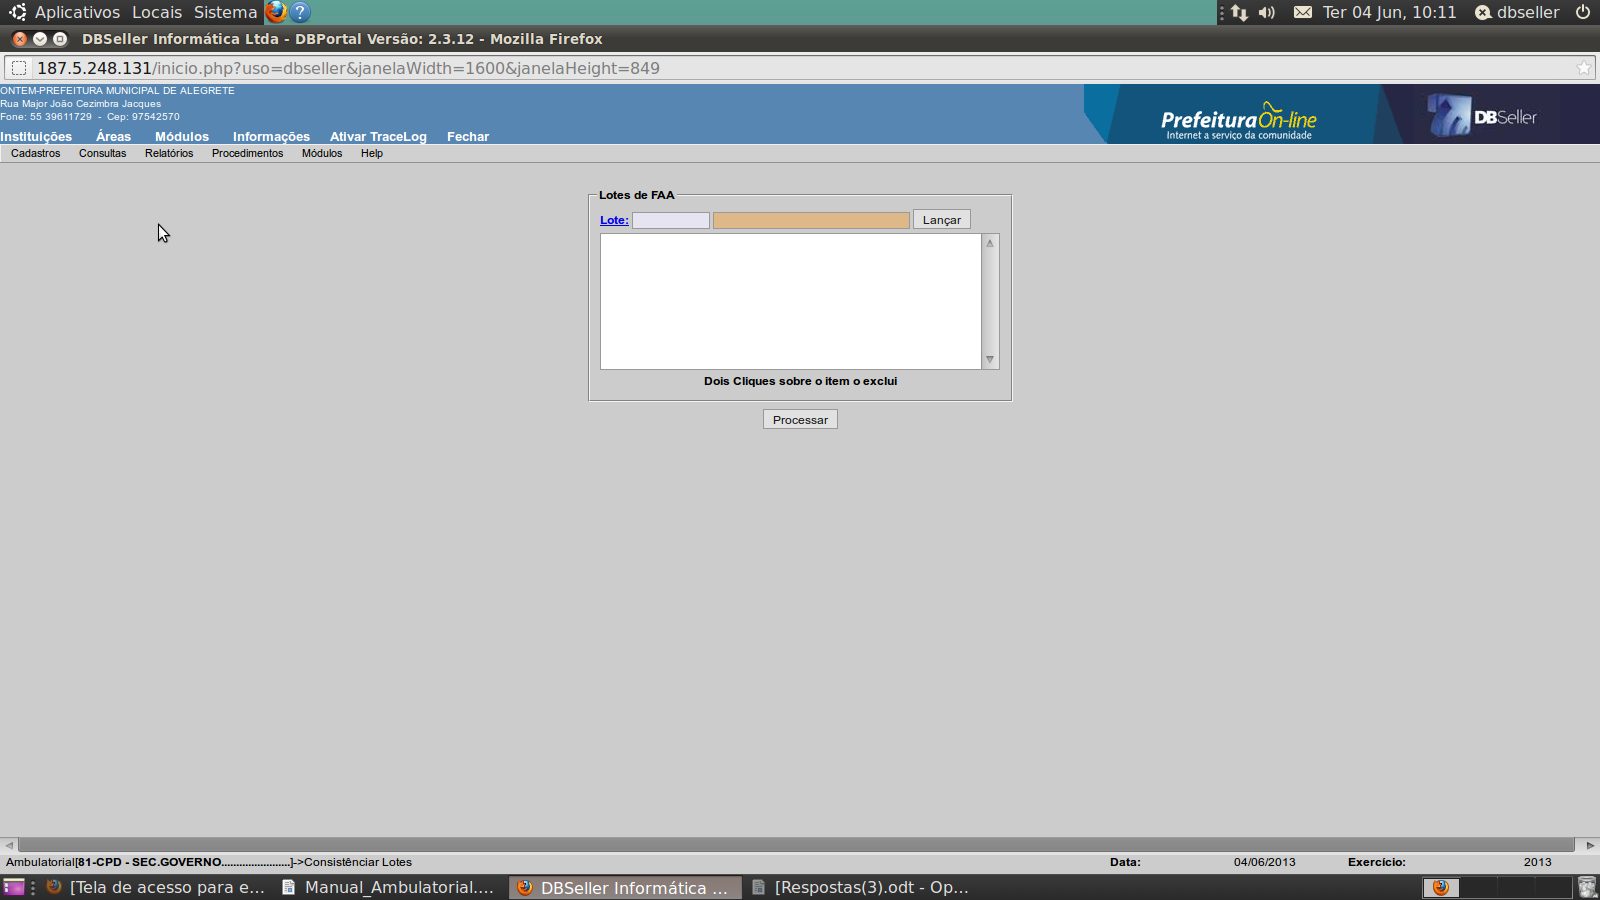 Aplicativos Locais Sistema ? Ter 04 Jun, 10:11 dbseller
DBSeller Informática Ltda - DBPortal Versão: 2.3.12 - Mozilla Firefox
187.5.248.131/inicio.php?uso=dbseller&janelaWidth=1600&janelaHeight=849
ONTEM-PREFEITURA MUNICIPAL DE ALEGRETE
Rua Major João Cezimbra Jacques
Fone: 55 39611729 - Cep: 97542570
PrefeituraOn-line
Internet a serviço da comunidade
DBSeller
Instituições Áreas Módulos Informações Ativar TraceLog Fechar
Cadastros Consultas Relatórios Procedimentos Módulos Help
Lotes de FAA
Lote: Lançar
Dois Cliques sobre o item o exclui
Processar
Ambulatorial[81-CPD - SEC.GOVERNO.......................]->Consistênciar Lotes Data: 04/06/2013 Exercício: 2013
[Tela de acesso para e... Manual_Ambulatorial.... DBSeller Informática ... [Respostas(3).odt - Op...